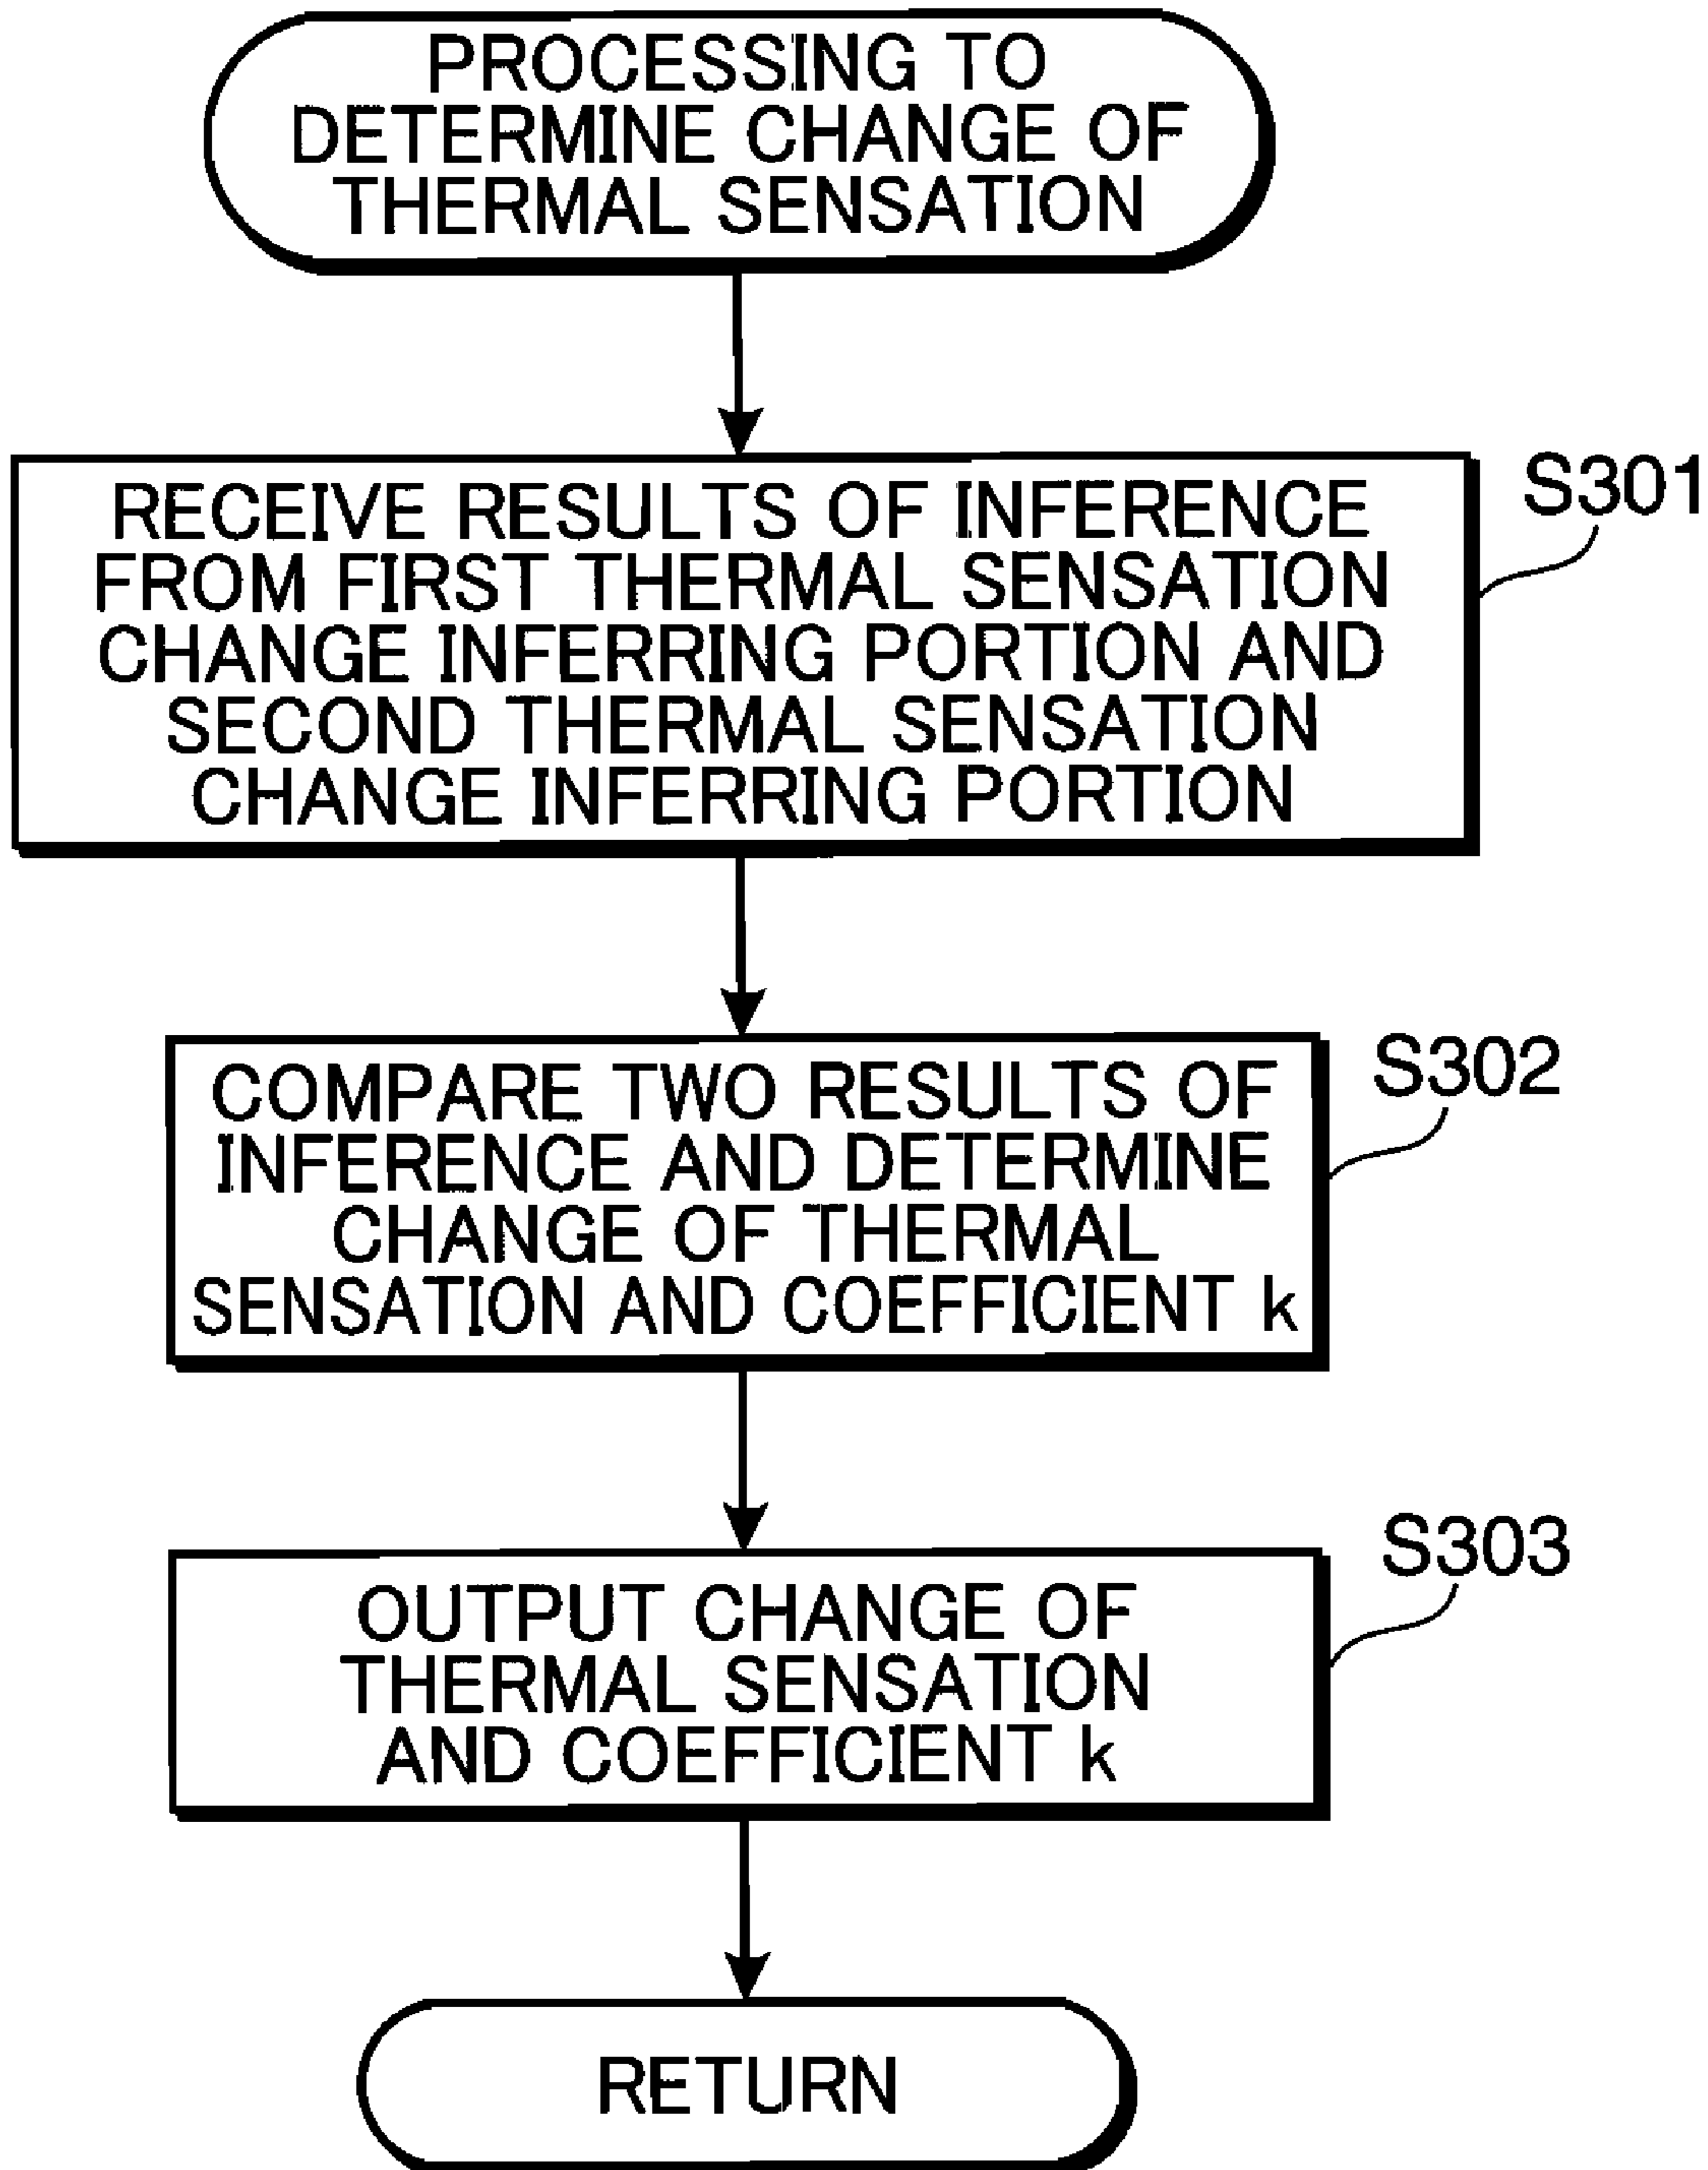 PROCESSING TO
DETERMINE CHANGE OF
THERMAL SENSATION
S301
RECEIVE RESULTS OF INFERENCE
FROM FIRST THERMAL SENSATION
CHANGE INFERRING PORTION AND
SECOND THERMAL SENSATION
CHANGE INFERRING PORTION
S302
COMPARE TWO RESULTS OF
INFERENCE AND DETERMINE
CHANGE OF THERMAL
SENSATION AND COEFFICIENT k
S303
OUTPUT CHANGE OF
THERMAL SENSATION
AND COEFFICIENT k
RETURN